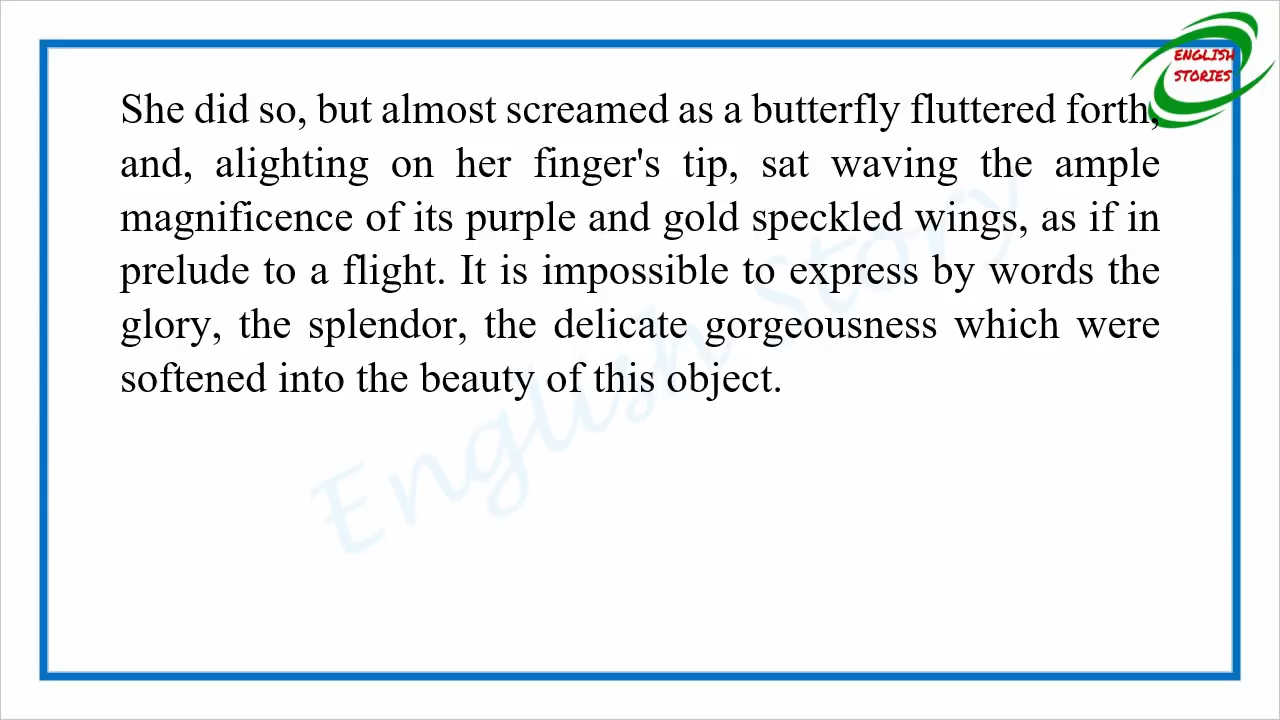 ENGLISH
STORIES
She did so, but almost screamed as a butterfly fluttered forth,
and, alighting on her finger's tip, sat waving the ample
magnificence of its purple and gold speckled wings, as if in
prelude to a flight. It is impossible to express by words the
glory, the splendor, the delicate gorgeousness which were
softened into the beauty of this object.
English Story